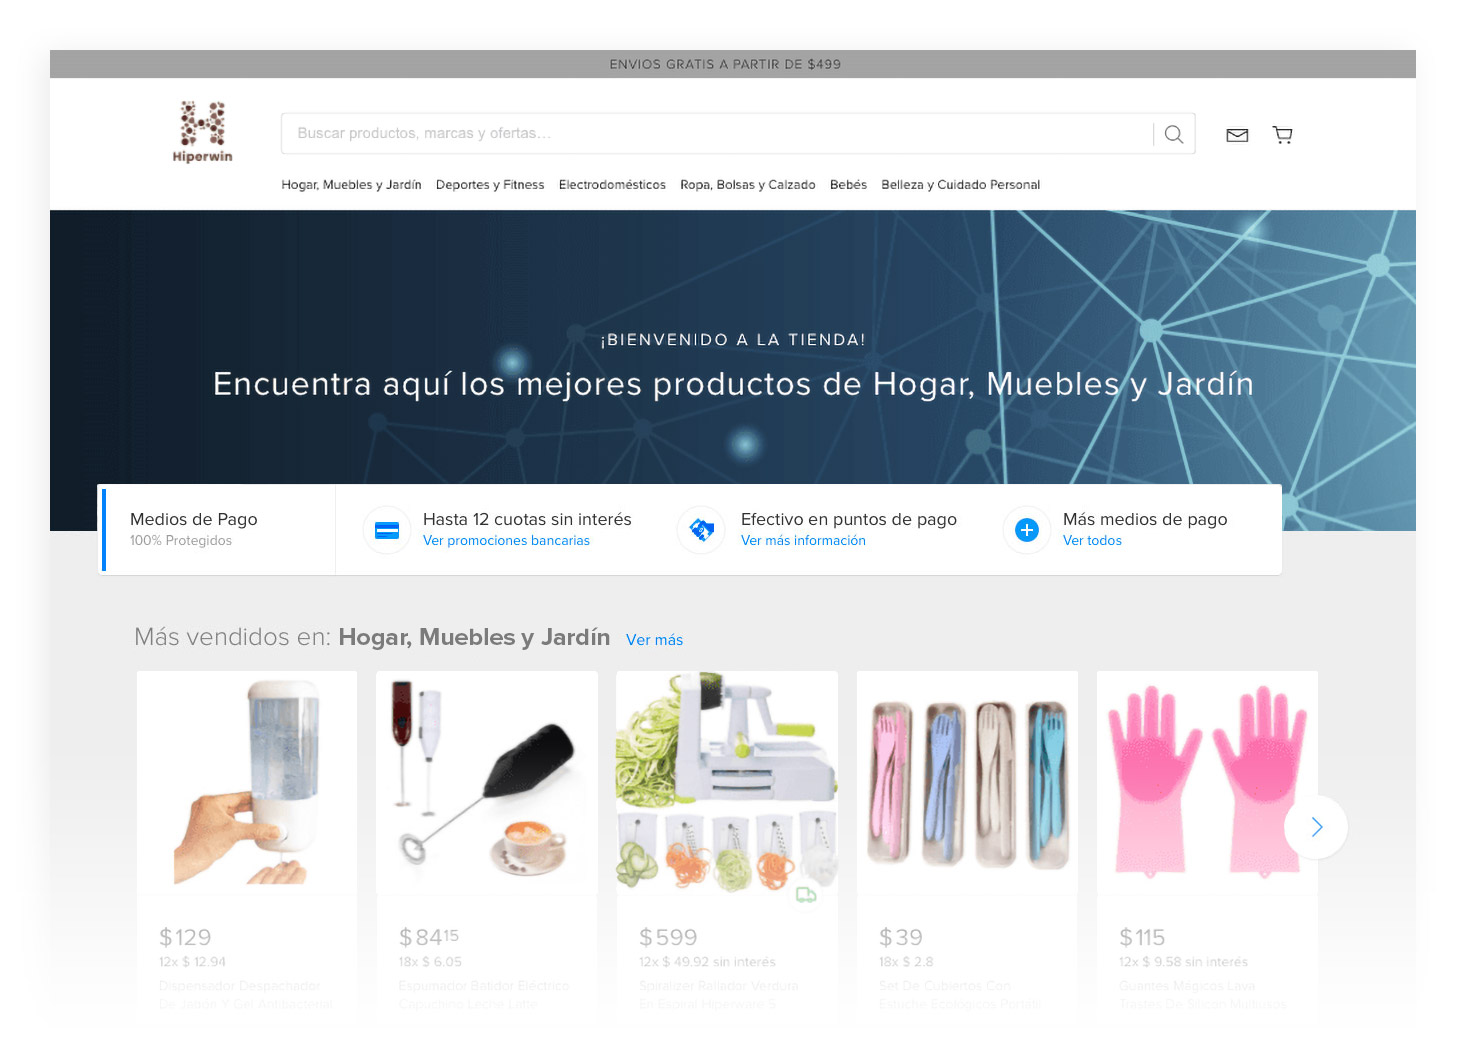 ENVIOS GRATIS A PARTIR DE $499
Hiperwin
Buscar productos, marcas y ofertas...
Hogar, Muebles y Jardín Deportes y Fitness Electrodomésticos Ropa, Bolsas y Calzado Bebés Belleza y Cuidado Personal
¡BIENVENIDO A LA TIENDA!
Encuentra aquí los mejores productos de Hogar, Muebles y Jardín
Medios de Pago
100% Protegidos
Hasta 12 cuotas sin interés
Ver promociones bancarias
Efectivo en puntos de pago
Ver más información
Más medios de pago
Ver todos
Más vendidos en: Hogar, Muebles y Jardín Ver más
$129
12x $ 12.94
Dispensador Despachador
De Jabon Y Gel Antibacterial
$84 15
18x $ 6.05
Espumador Batidor Eléctrico
Capuchino Leche Latte
$599
12x $ 49.92 sin interés
Spiralizer Rallador Verdura
En Espiral Hiperware 5
$39
18x $ 2.8
Set De Cubiertos Con
Estuche Ecologicos Portatil
$115
12x $ 9.58 sin interés
Guantes Magicos Lava
Trastes De Silicon Multiusos